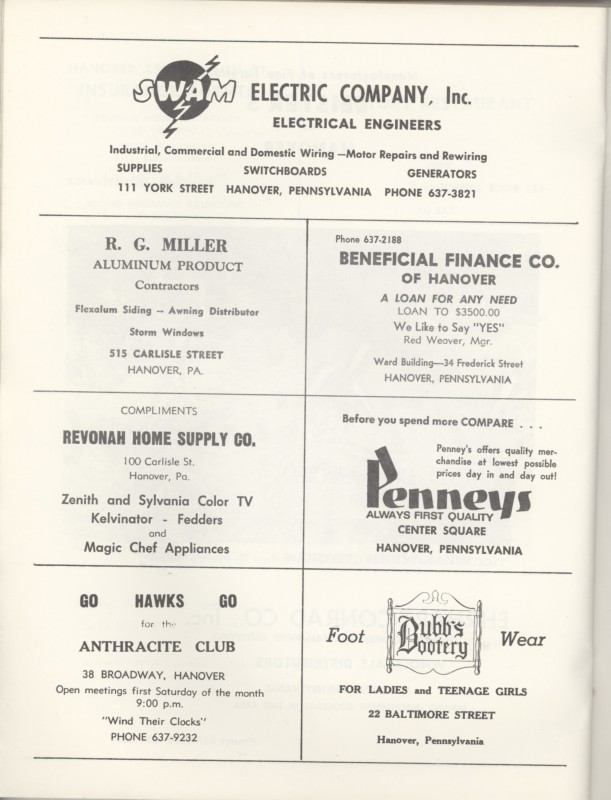 SWAM ELECTRIC COMPANY, Inc.
ELECTRICAL ENGINEERS
Industrial, Commercial and Domestic Wiring —Motor Repairs and Rewiring
SUPPLIES SWITCHBOARDS GENERATORS
111 YORK STREET HANOVER, PENNSYLVANIA PHONE 637-3821
R. G. MILLER
ALUMINUM PRODUCT
Contractors
Flexalum Siding -- Awning Distributor
Storm Windows
515 CARLISLE STREET
HANOVER, PA.
Phone 637-2188
BENEFICIAL FINANCE CO.
OF HANOVER
A LOAN FOR ANY NEED
LOAN TO $3500.00
We Like to Say "YES"
Red Weaver, Mgr.
Ward Building—34 Frederick Street
HANOVER, PENNSYLVANIA
COMPLIMENTS
REVONAH HOME SUPPLY CO.
100 Carlisle St.
Hanover, Pa.
Zenith and Sylvania Color TV
Kelvinator - Fedders
and
Magic Chef Appliances
Before you spend more COMPARE . . .
Penney's offers quality mer-
chandise at lowest possible
prices day in and day out!
Penneys
ALWAYS FIRST QUALITY
CENTER SQUARE
HANOVER, PENNSYLVANIA
GO HAWKS GO
for the
ANTHRACITE CLUB
38 BROADWAY, HANOVER
Open meetings first Saturday of the month
9:00 p.m.
"Wind Their Clocks"
PHONE 637-9232
Foot Bubb's Bootery Wear
FOR LADIES and TEENAGE GIRLS
22 BALTIMORE STREET
Hanover, Pennsylvania